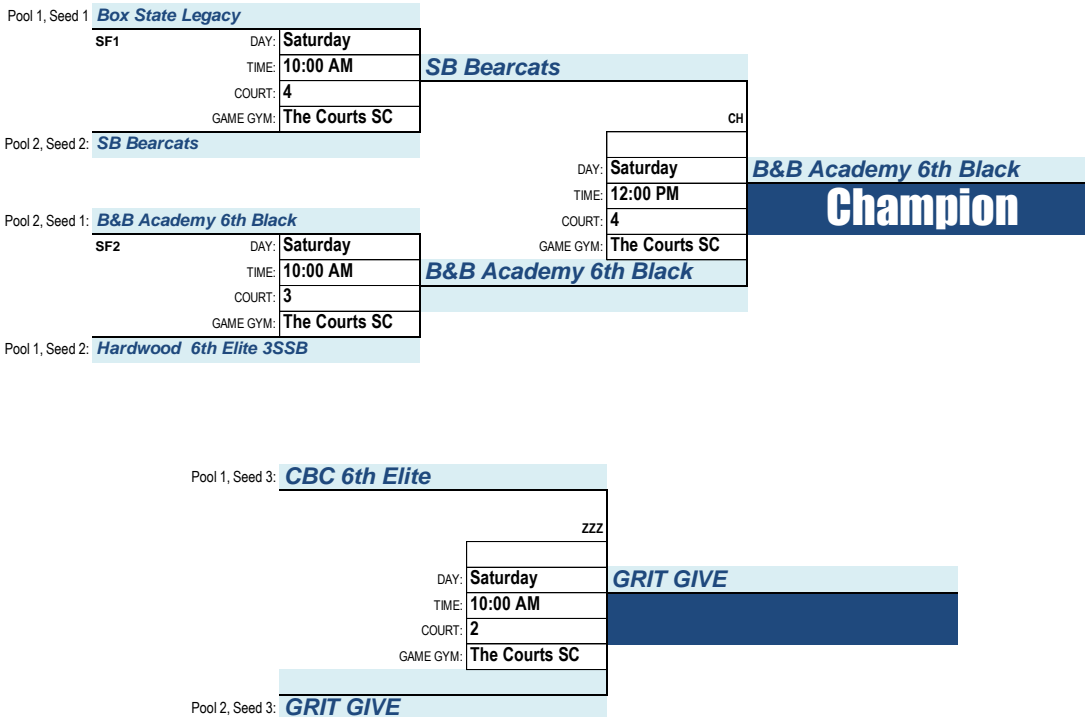 Pool 1, Seed 1 Box State Legacy
SF1 DAY: Saturday
TIME: 10:00 AM SB Bearcats
COURT: 4
GAME GYM: The Courts SC CH
Pool 2, Seed 2: SB Bearcats
DAY: Saturday B&B Academy 6th Black
TIME: 12:00 PM Champion
Pool 2, Seed 1: B&B Academy 6th Black COURT: 4
SF2 DAY: Saturday GAME GYM: The Courts SC
TIME: 10:00 AM B&B Academy 6th Black
COURT: 3
GAME GYM: The Courts SC
Pool 1, Seed 2: Hardwood 6th Elite 3SSB
Pool 1, Seed 3: CBC 6th Elite
ZZZ
DAY: Saturday GRIT GIVE
TIME: 10:00 AM
COURT: 2
GAME GYM: The Courts SC
Pool 2, Seed 3: GRIT GIVE